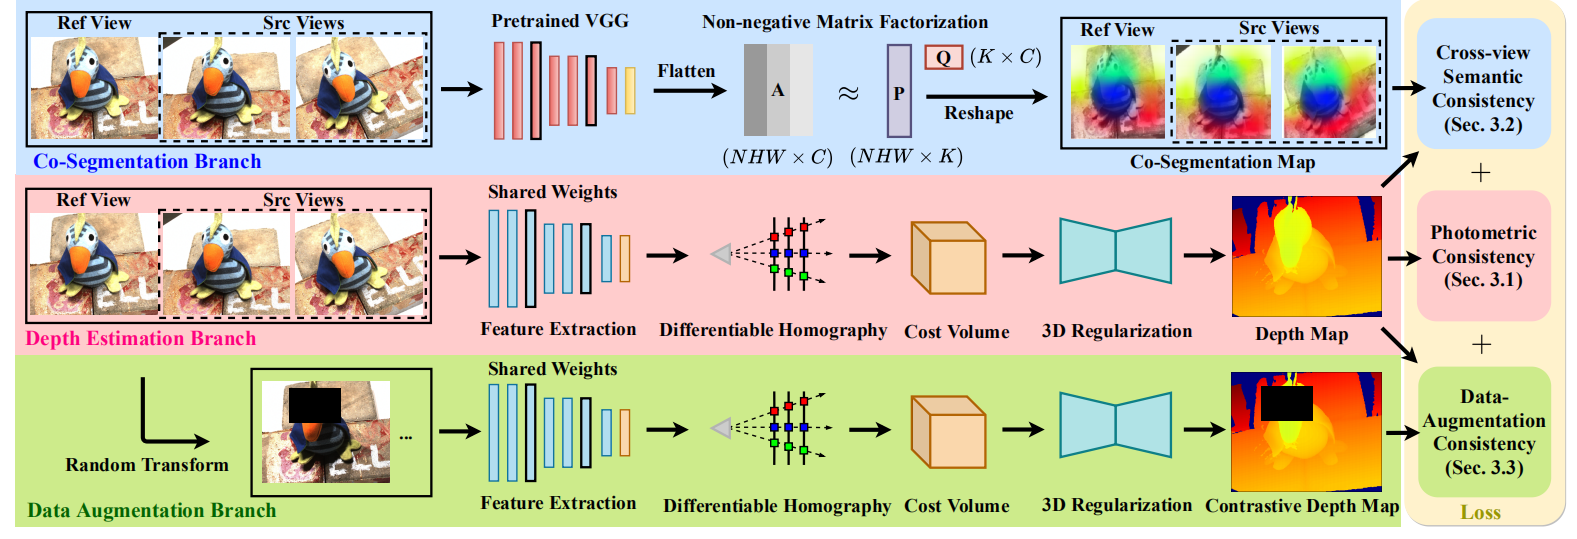 Ref View
Src Views
Pretrained VGG
Flatten
Non-negative Matrix Factorization
A
≈
P
Q
(K × C)
Reshape
(NHW × C)
(NHW × K)
Ref View
Src Views
Co-Segmentation Map
Co-Segmentation Branch
Cross-view
Semantic
Consistency
(Sec. 3.2)
+
Ref View
Src Views
Shared Weights
Feature Extraction
Differentiable Homography
Cost Volume
3D Regularization
Depth Map
Depth Estimation Branch
Photometric
Consistency
(Sec. 3.1)
+
Random Transform
...
Shared Weights
Feature Extraction
Differentiable Homography
Cost Volume
3D Regularization
Contrastive Depth Map
Data Augmentation Branch
Data-
Augmentation
Consistency
(Sec. 3.3)
Loss